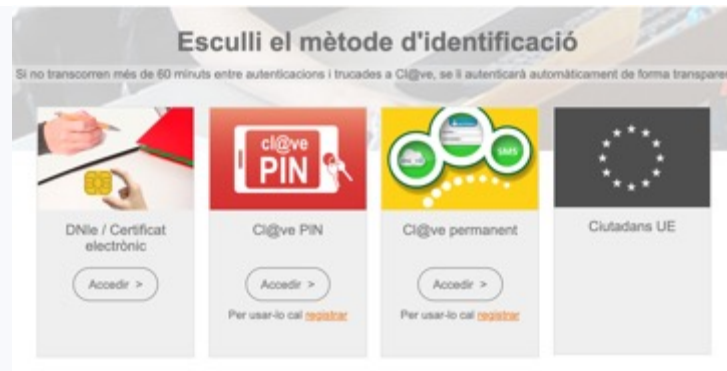 Esculli el mètode d'identificació
Si no transcorren més de 60 minuts entre autenticacions i trucades a Cl@ve, se li autenticarà automàticament de forma transpare
cl@ve
PIN
SMS
DNIe / Certificat
electrònic
Cl@ve PIN
Cl@ve permanent
Ciutadans UE
Accedir >
Accedir >
Accedir >
Per usar-lo cal registrar
Per usar-lo cal registrar